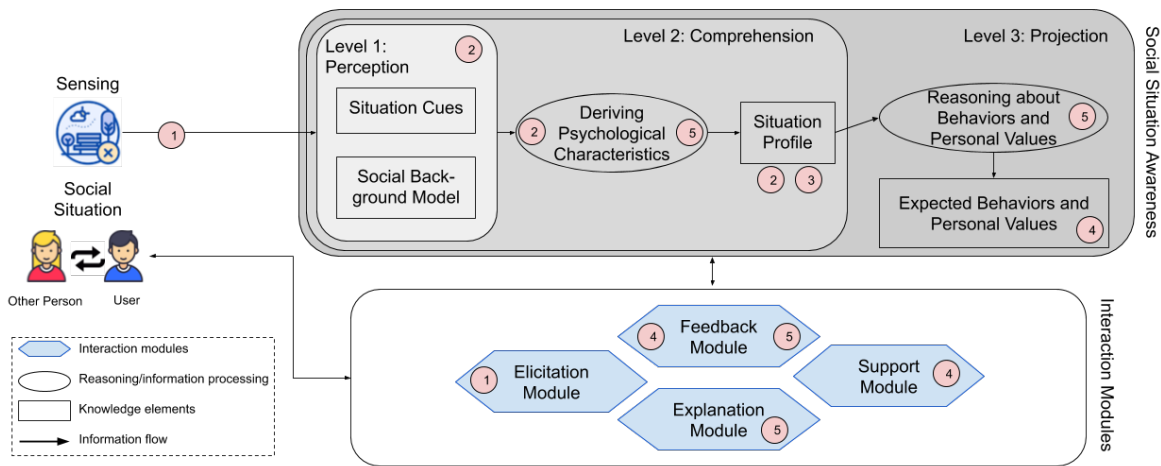 Sensing
1
Social
Situation
Other Person
User
Level 1:
Perception
2
Situation Cues
Social Back-
ground Model
Level 2: Comprehension
2
Deriving
Psychological
Characteristics
5
Situation
Profile
2
3
Level 3: Projection
Reasoning about
Behaviors and
Personal Values
5
Expected Behaviors and
Personal Values
4
Social Situation Awareness
Interaction modules
Reasoning/information processing
Knowledge elements
Information flow
4
Feedback
Module
5
1
Elicitation
Module
Support
Module
4
Explanation
Module
5
Interaction Modules